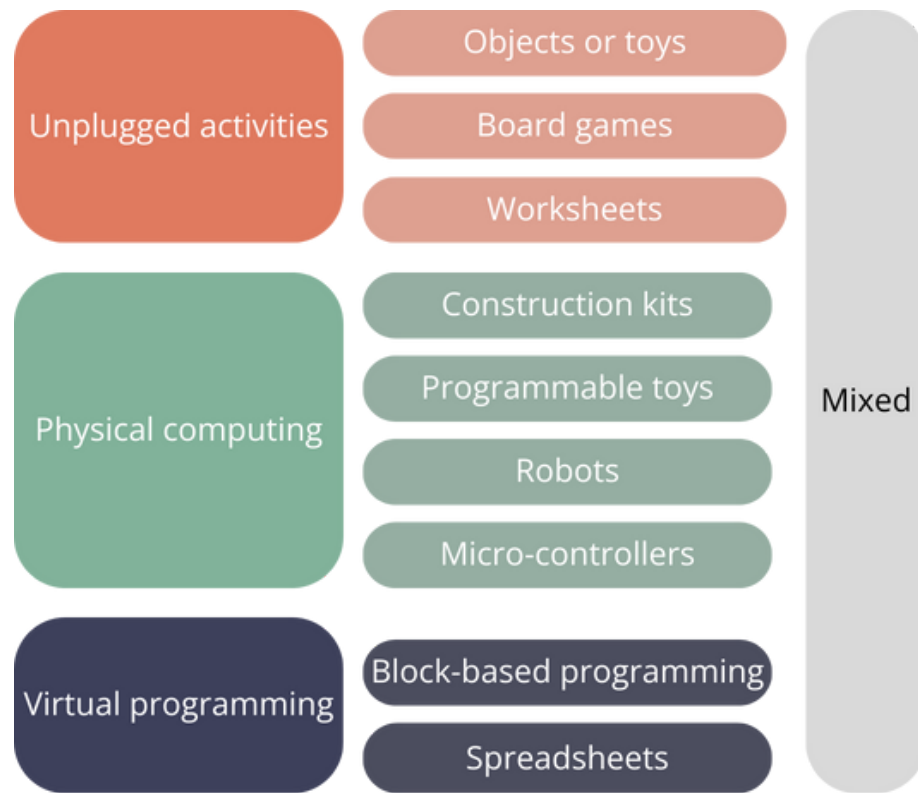 Unplugged activities
Objects or toys
Board games
Worksheets
Physical computing
Construction kits
Programmable toys
Robots
Micro-controllers
Virtual programming
Block-based programming
Spreadsheets
Mixed